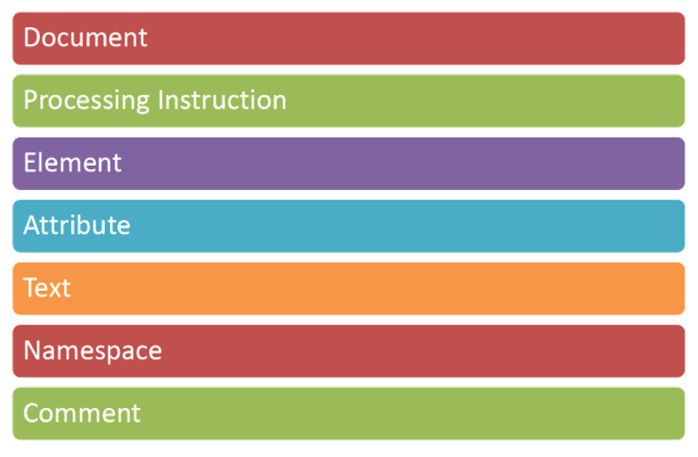 Document
Processing Instruction
Element
Attribute
Text
Namespace
Comment